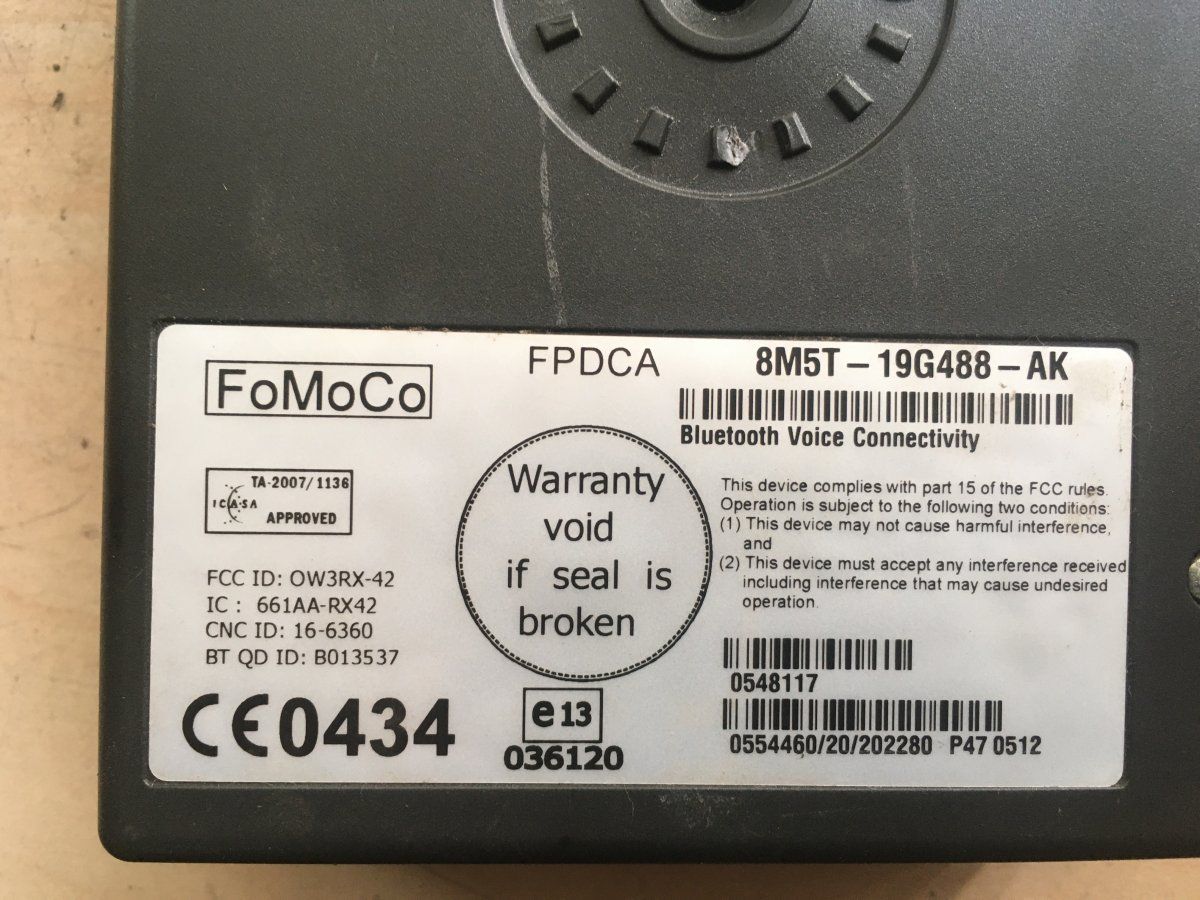 FoMoCo
FPDCA
8M5T-19G488-AK
Bluetooth Voice Connectivity
TA-2007/1136
ICASA
APPROVED
Warranty
void
if seal is
broken
This device complies with part 15 of the FCC rules.
Operation is subject to the following two conditions:
(1) This device may not cause harmful interference,
and
(2) This device must accept any interference received
including interference that may cause undesired
operation.
FCC ID: OW3RX-42
IC : 661AA-RX42
CNC ID: 16-6360
BT QD ID: B013537
CE0434
e13
036120
0548117
0554460/20/202280 P47 0512